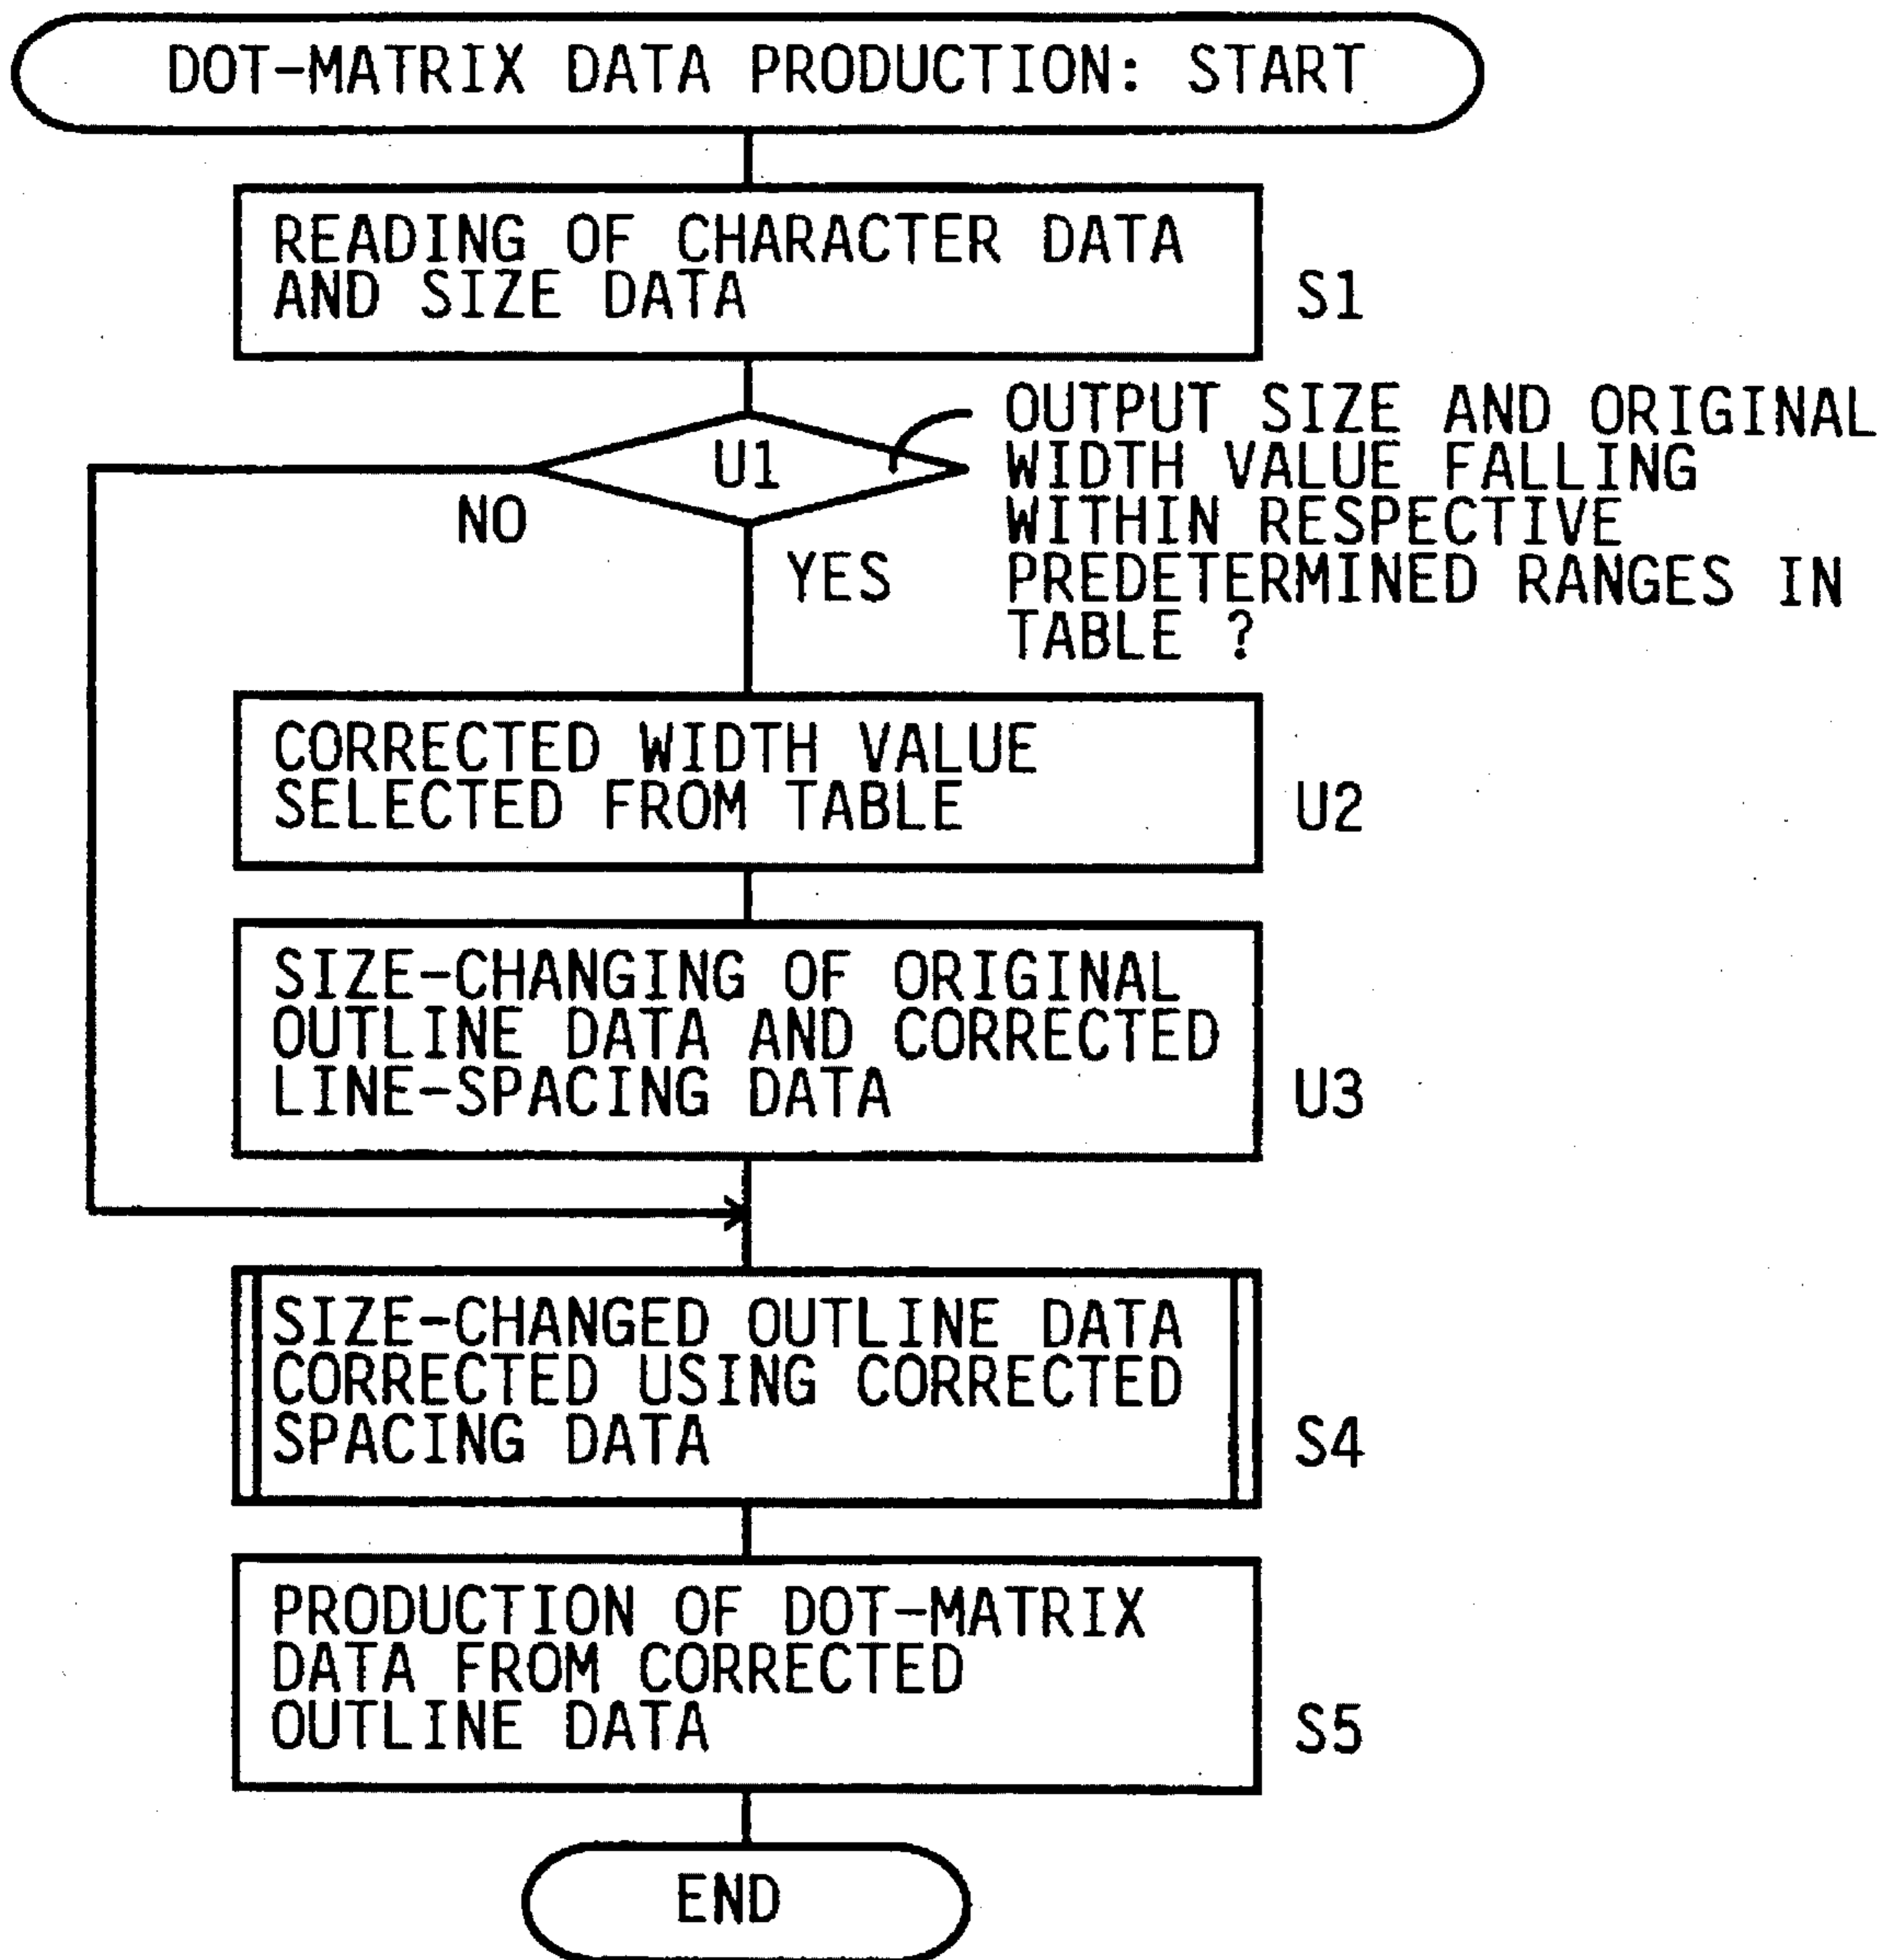 DOT-MATRIX DATA PRODUCTION: START
READING OF CHARACTER DATA
AND SIZE DATA
S1
OUTPUT SIZE AND ORIGINAL
WIDTH VALUE FALLING
WITHIN RESPECTIVE
PREDETERMINED RANGES IN
TABLE ?
U1
NO
YES
CORRECTED WIDTH VALUE
SELECTED FROM TABLE
U2
SIZE-CHANGING OF ORIGINAL
OUTLINE DATA AND CORRECTED
LINE-SPACING DATA
U3
SIZE-CHANGED OUTLINE DATA
CORRECTED USING CORRECTED
SPACING DATA
S4
PRODUCTION OF DOT-MATRIX
DATA FROM CORRECTED
OUTLINE DATA
S5
END